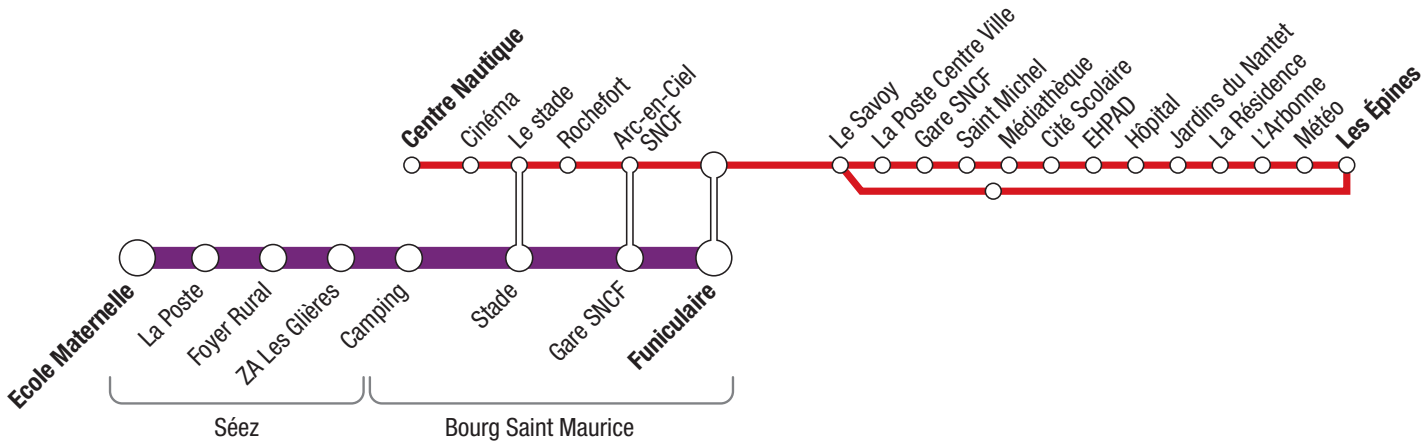 Centre Nautique
Cinéma
Le stade
Rochefort
Arc-en-Ciel
SNCF
Le Savoy
La Poste Centre Ville
Gare SNCF
Saint Michel
Médiathèque
Cité Scolaire
EHPAD
Hôpital
Jardins du Nantet
La Résidence
L'Arbonne
Météo
Les Épines
Ecole Maternelle
La Poste
Foyer Rural
ZA Les Glières
Camping
Stade
Gare SNCF
Funiculaire
Séez
Bourg Saint Maurice